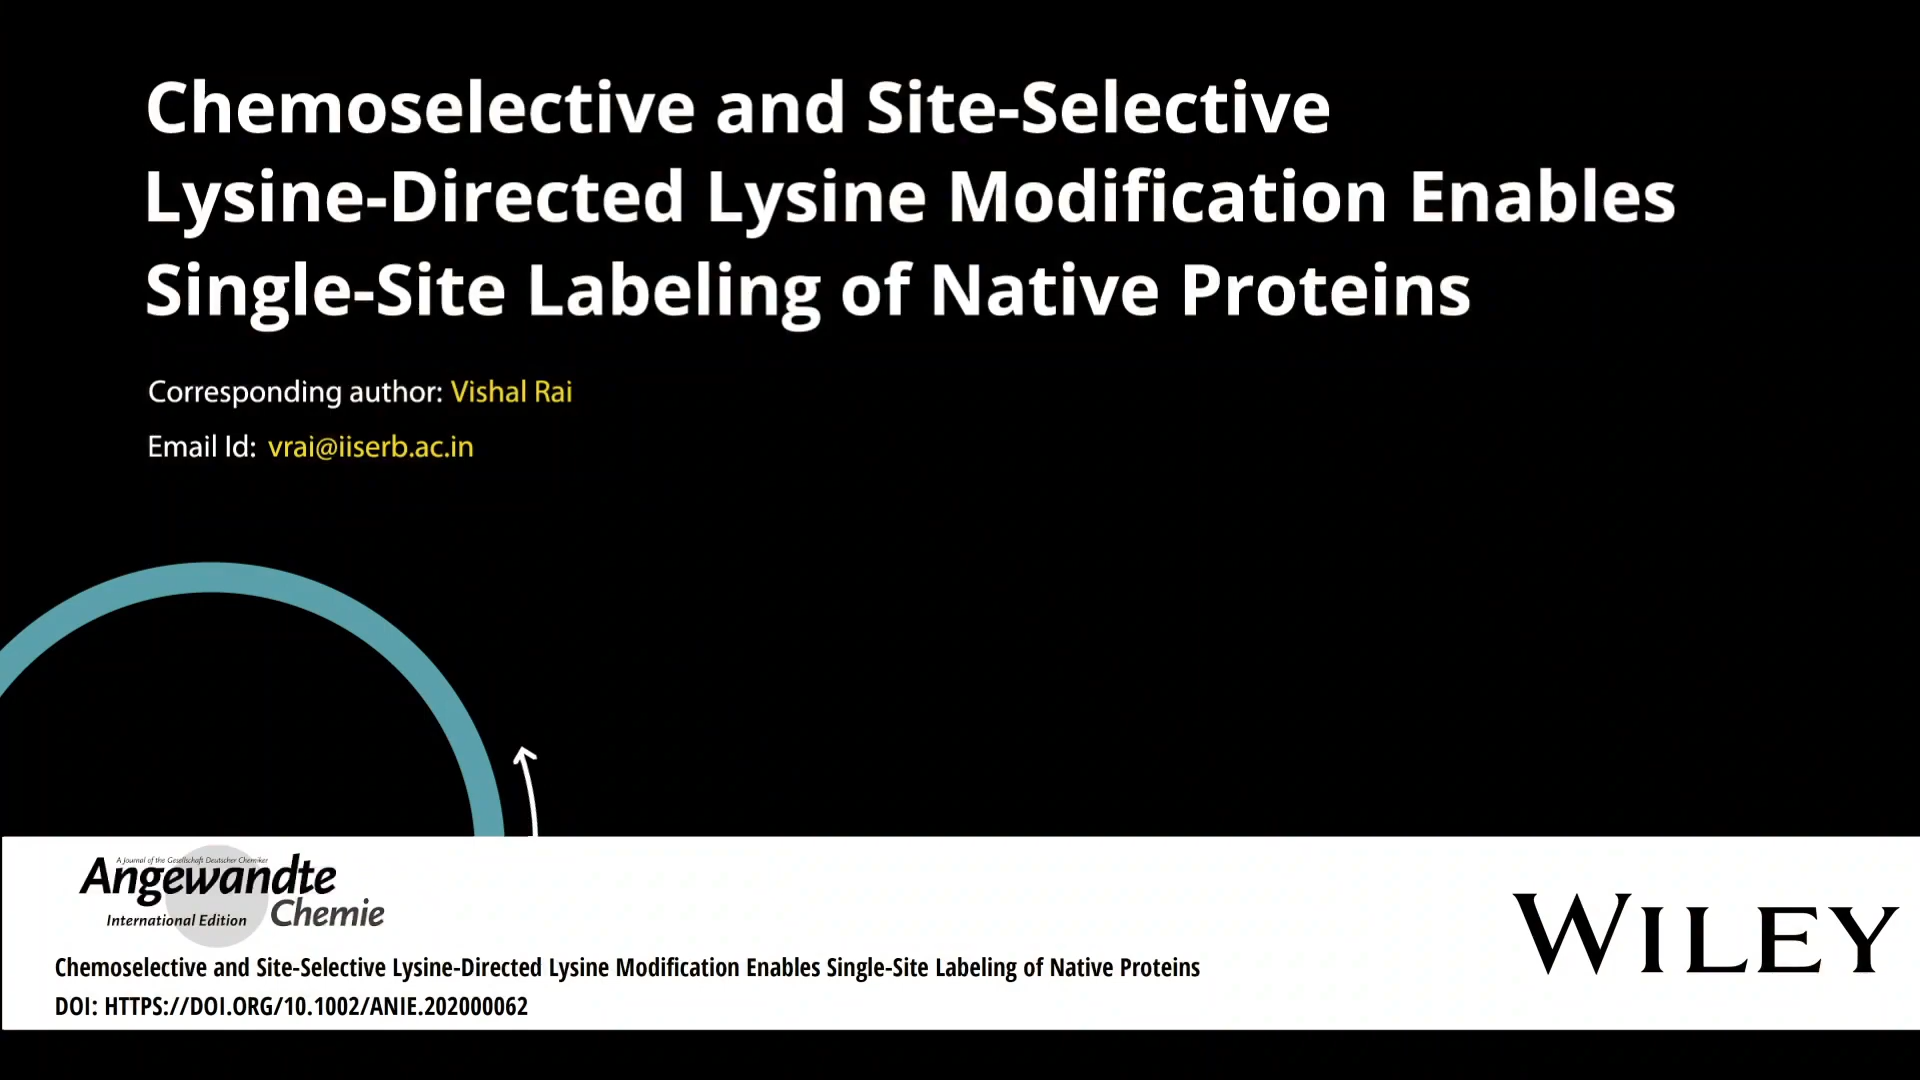 Chemoselective and Site-Selective
Lysine-Directed Lysine Modification Enables
Single-Site Labeling of Native Proteins
Corresponding author: Vishal Rai
Email Id: vrai@iiserb.ac.in
A Journal of the Gesellschaft Deutscher Chemiker
Angewandte
International Edition Chemie
WILEY
Chemoselective and Site-Selective Lysine-Directed Lysine Modification Enables Single-Site Labeling of Native Proteins
DOI: HTTPS://DOI.ORG/10.1002/ANIE.202000062